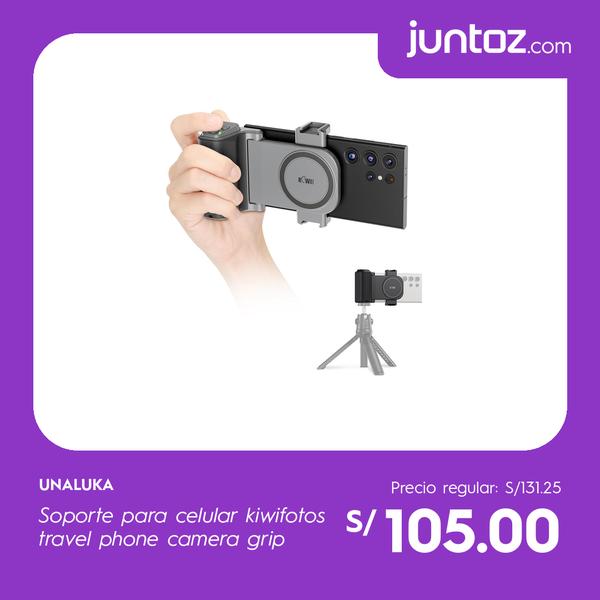 juntoz.com
KIWI
UNALUKA
Soporte para celular kiwifotos
travel phone camera grip
Precio regular: S/131.25
S/ 105.00